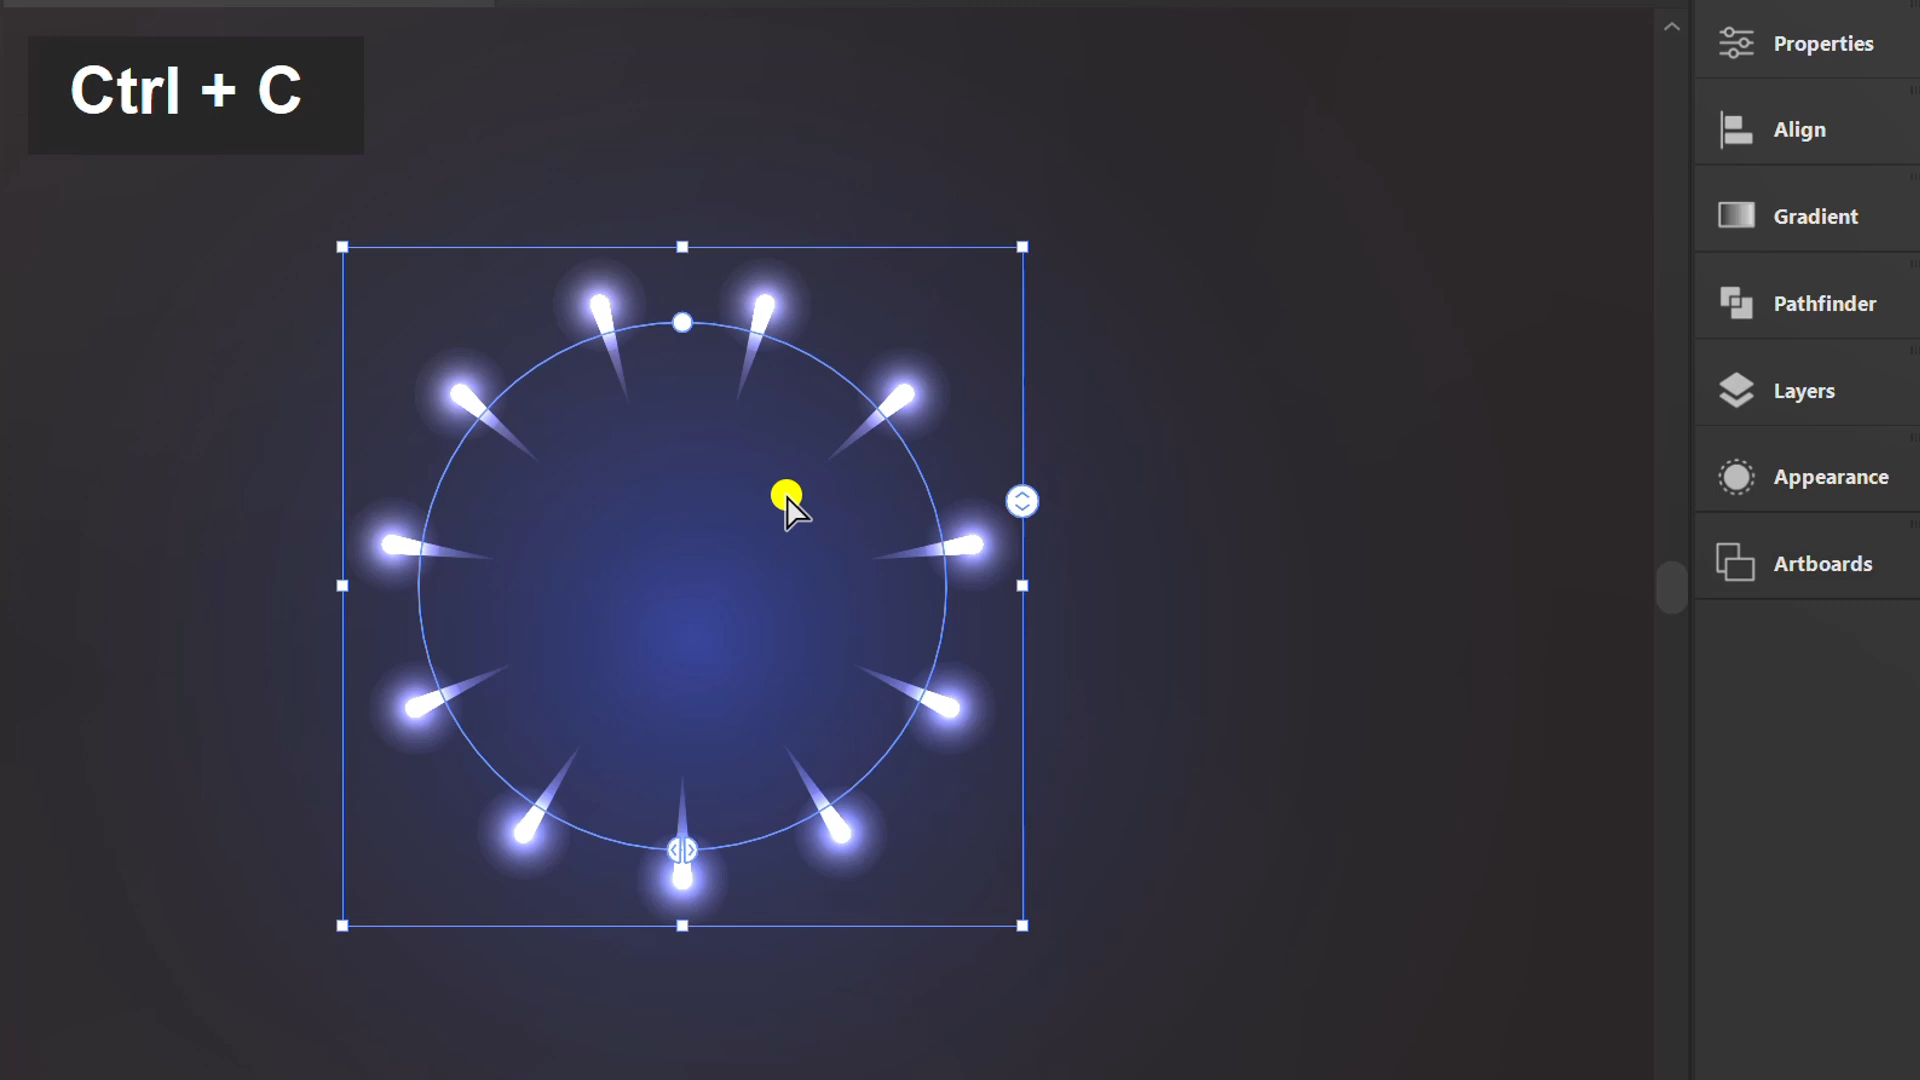 Ctrl + C
Properties
Align
Gradient
Pathfinder
Layers
Appearance
Artboards